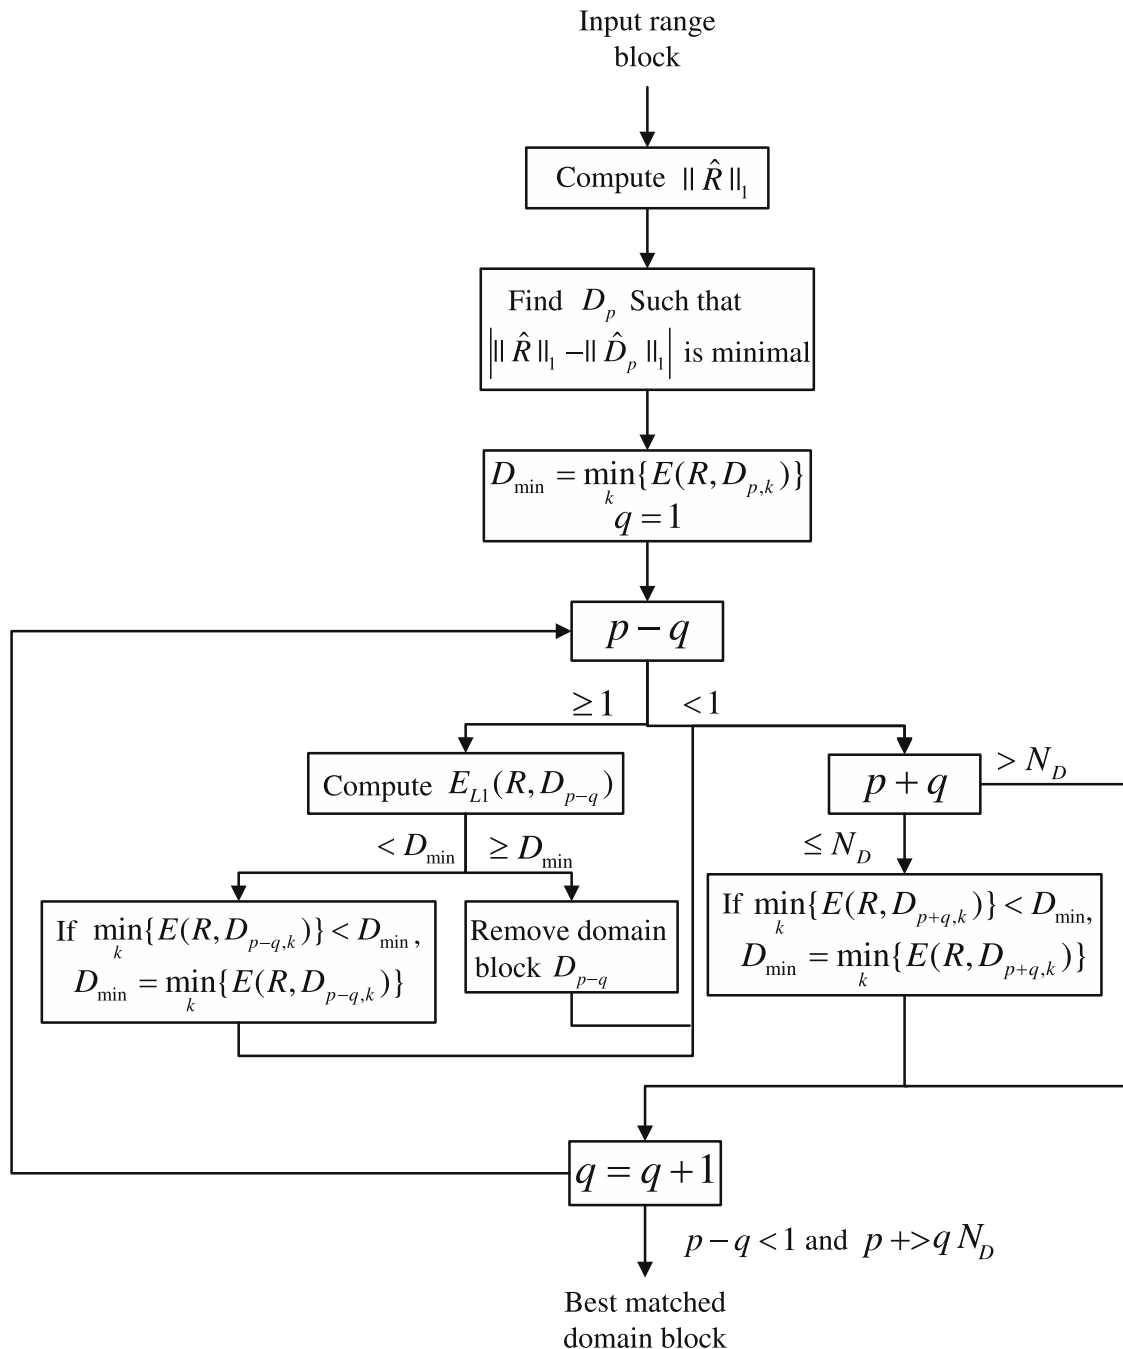 Input range
block
Compute || R̂ ||₁
Find D_p Such that
| || R̂ ||₁ − || D̂_p ||₁ | is minimal
D_min = min_k {E(R, D_{p,k})}
q = 1
p − q
≥ 1
< 1
Compute E_{L1}(R, D_{p−q})
p + q
> N_D
< D_min
≥ D_min
≤ N_D
If min_k {E(R, D_{p−q,k})} < D_min,
D_min = min_k {E(R, D_{p−q,k})}
Remove domain
block D_{p−q}
If min_k {E(R, D_{p+q,k})} < D_min,
D_min = min_k {E(R, D_{p+q,k})}
q = q + 1
p − q < 1 and p +> q N_D
Best matched
domain block